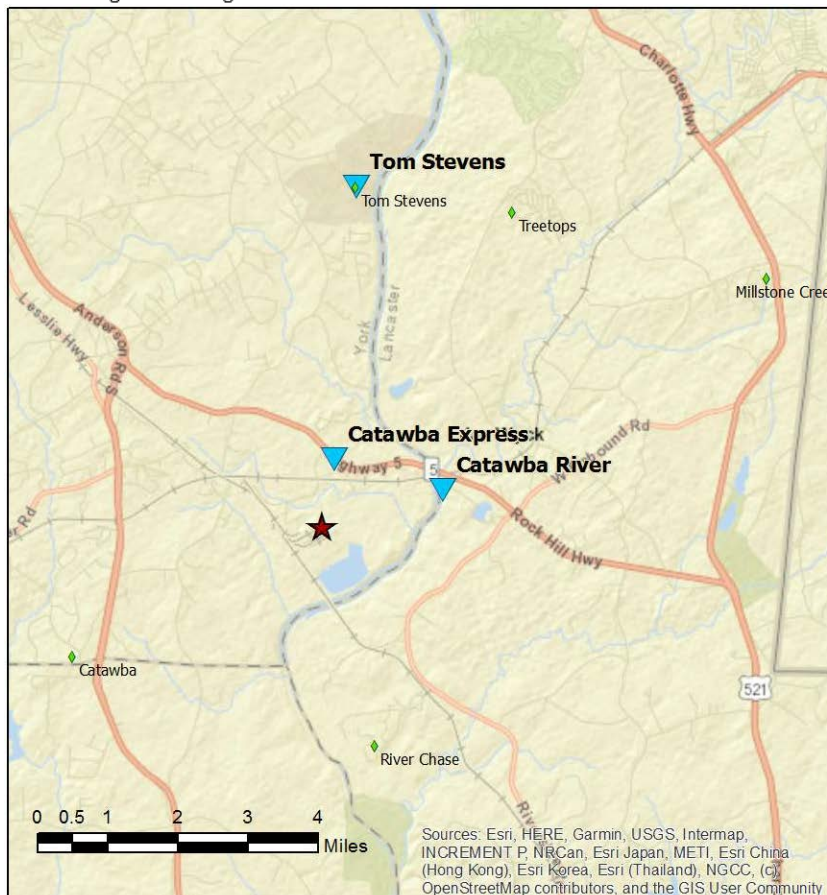 Charlotte Hwy
Tom Stevens
Tom Stevens
Treetops
Millstone Cree
Lesslie Hwy
Anderson Rd S
York
Lancaster
Catawba Express
ighway 5
5
Catawba River
Rock Hill Hwy
Catawba
521
River Chase
0 0.5 1 2 3 4
Miles
Sources: Esri, HERE, Garmin, USGS, Intermap,
INCREMENT P, NRCan, Esri Japan, METI, Esri China
(Hong Kong), Esri Korea, Esri (Thailand), NGCC, (c)
OpenStreetMap contributors, and the GIS User Community